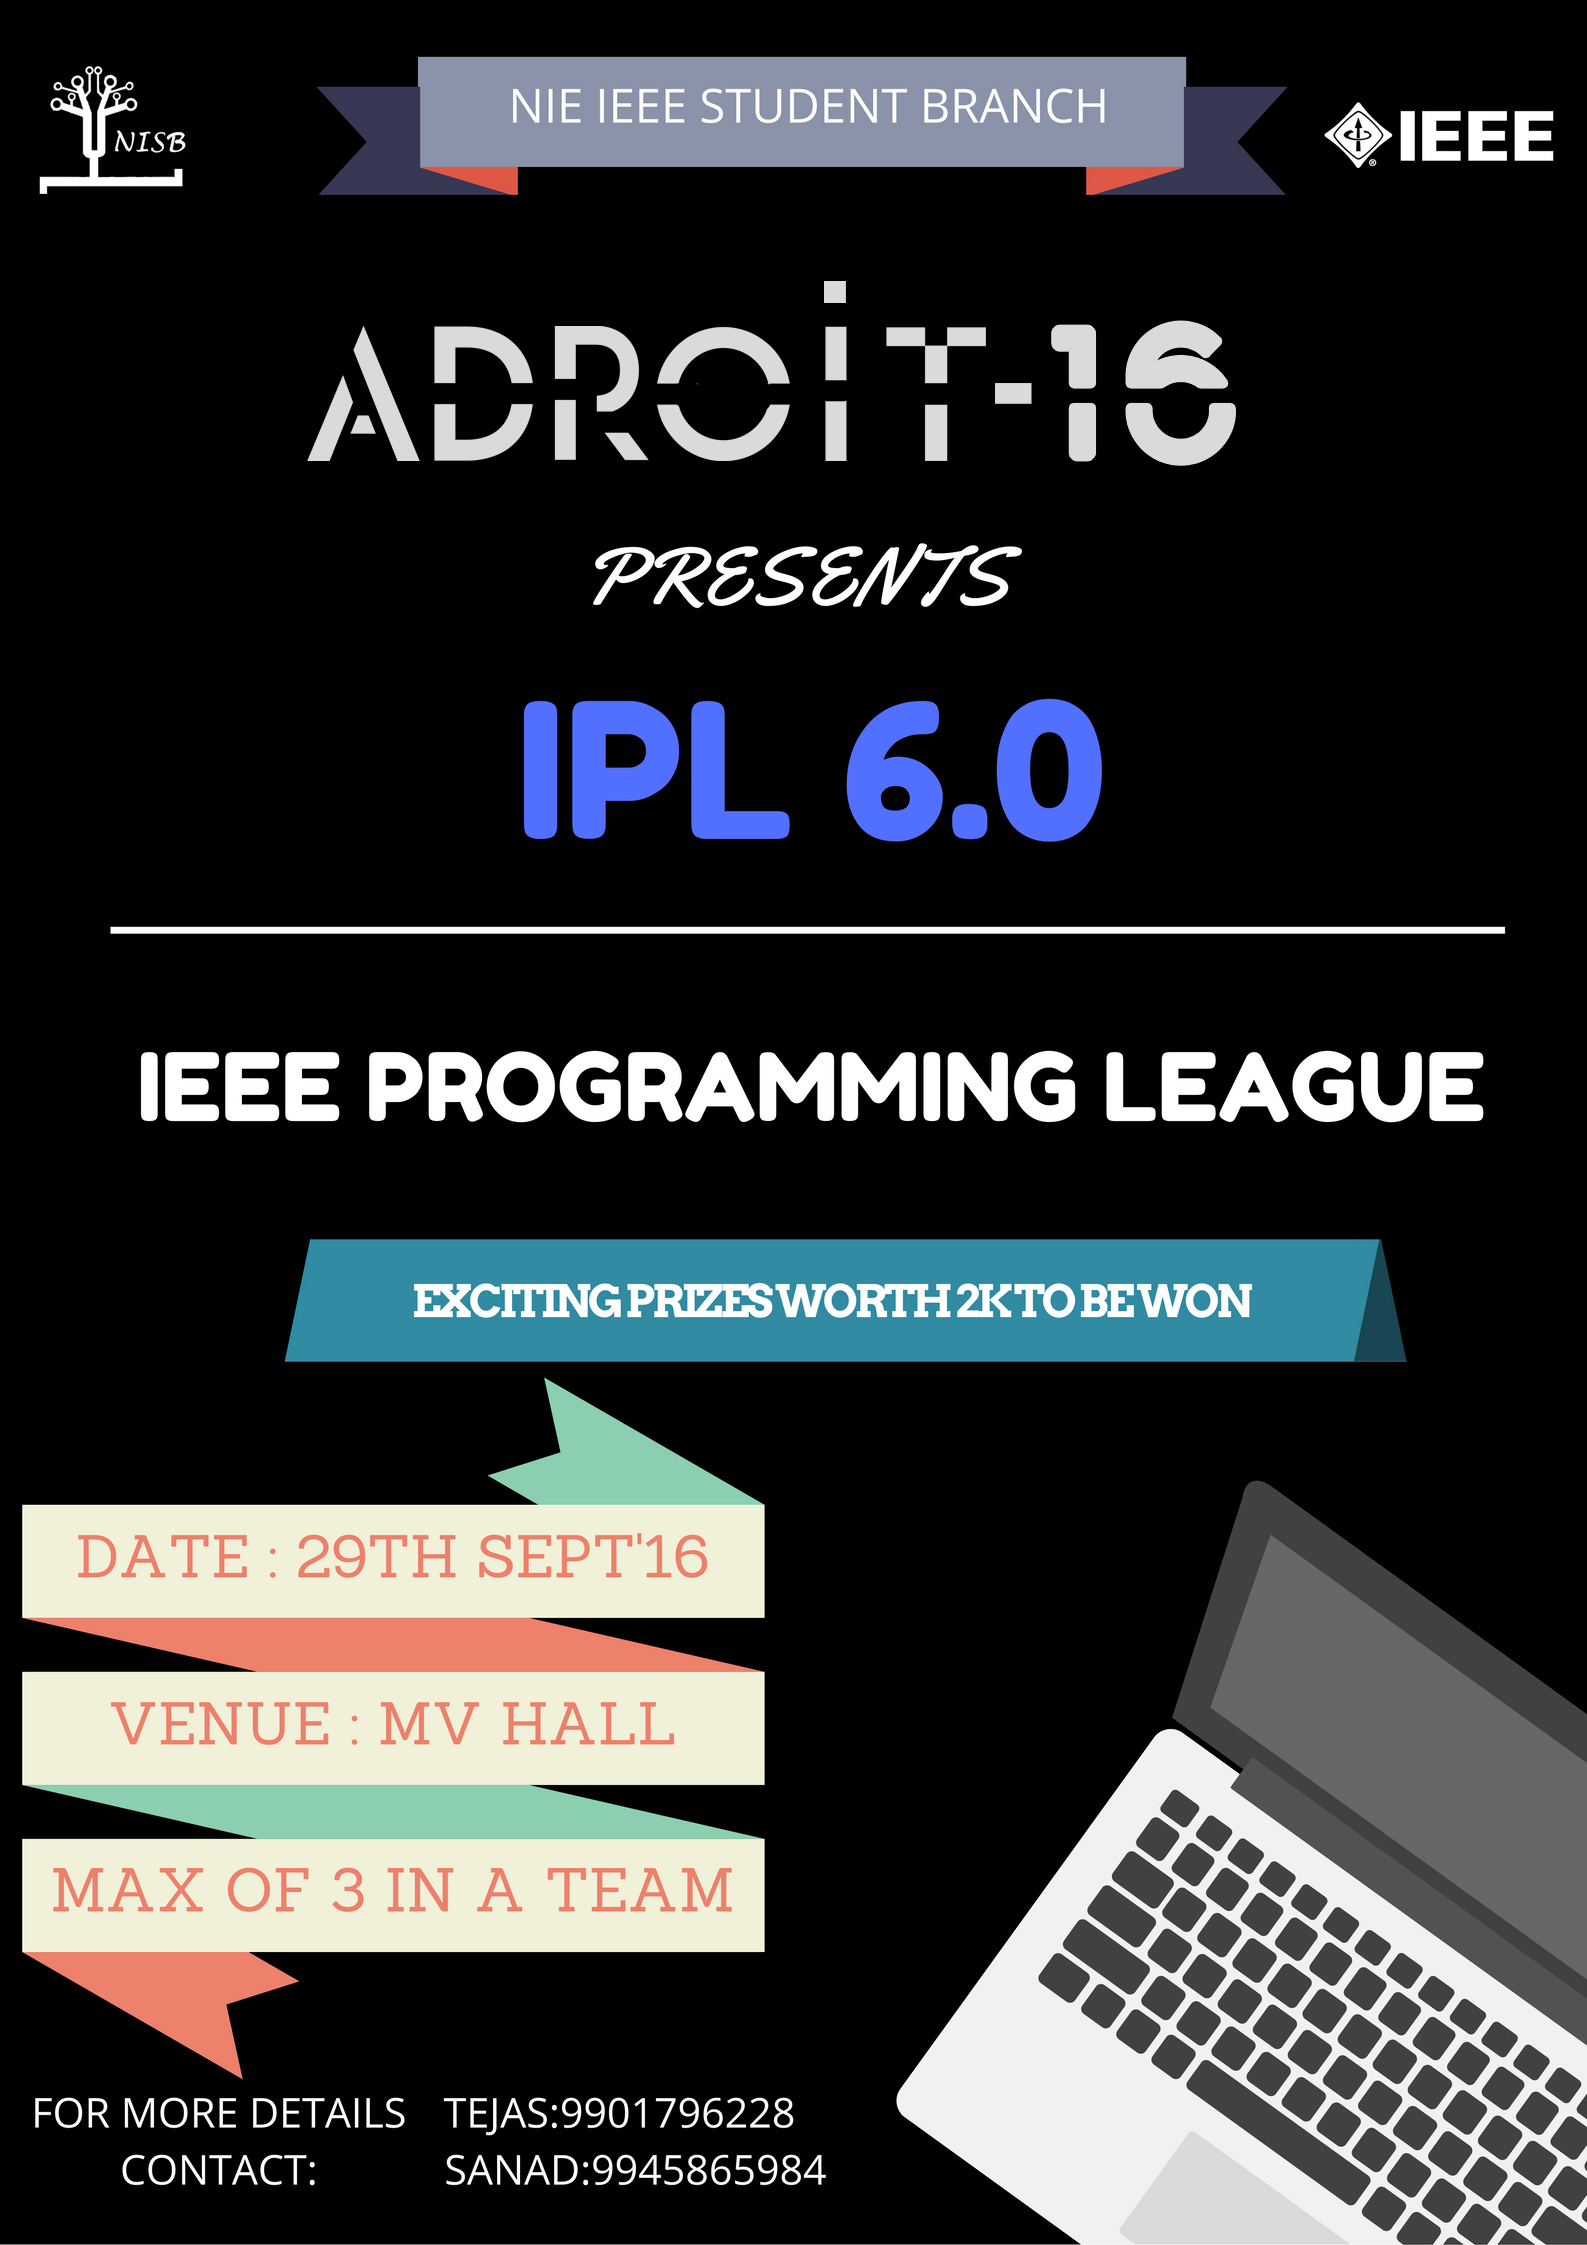 NISB
NIE IEEE STUDENT BRANCH
IEEE
ADROIT-16
PRESENTS
IPL 6.0
IEEE PROGRAMMING LEAGUE
EXCITING PRIZES WORTH 2K TO BE WON
DATE : 29TH SEPT'16
VENUE : MV HALL
MAX OF 3 IN A TEAM
FOR MORE DETAILS
CONTACT:
TEJAS:9901796228
SANAD:9945865984